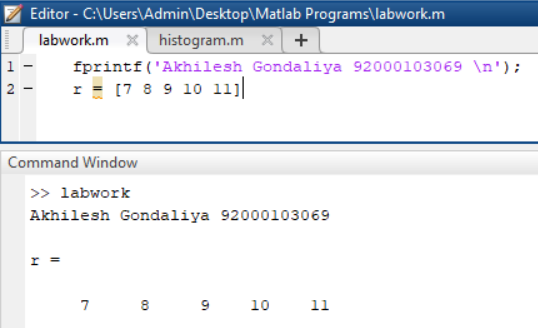 Editor - C:\Users\Admin\Desktop\Matlab Programs\labwork.m
labwork.m × histogram.m × +
1 - fprintf('Akhilesh Gondaliya 92000103069 \n');
2 - r = [7 8 9 10 11]
Command Window
>> labwork
Akhilesh Gondaliya 92000103069
r =
7 8 9 10 11